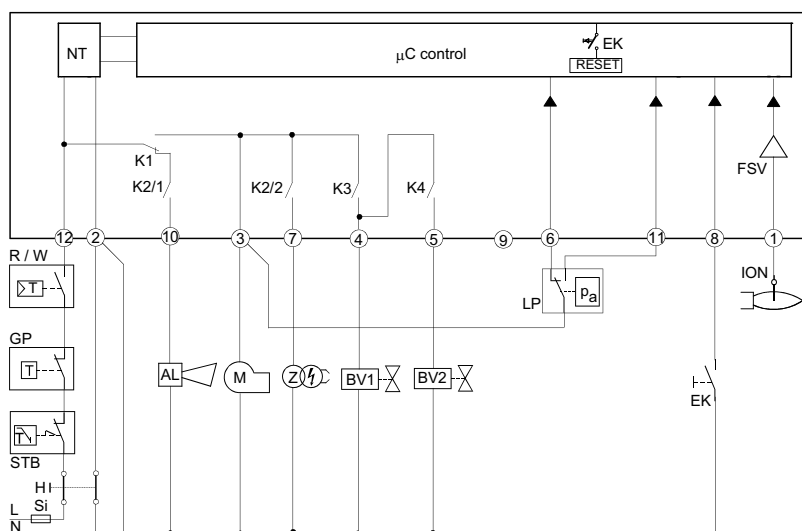 NT
μC control
EK
RESET
K1
K2/1
K2/2
K3
K4
FSV
12
2
10
3
7
4
5
9
6
11
8
1
R / W
T
LP
pa
ION
GP
T
AL
M
Z
BV1
BV2
EK
T
STB
H
Si
L
N